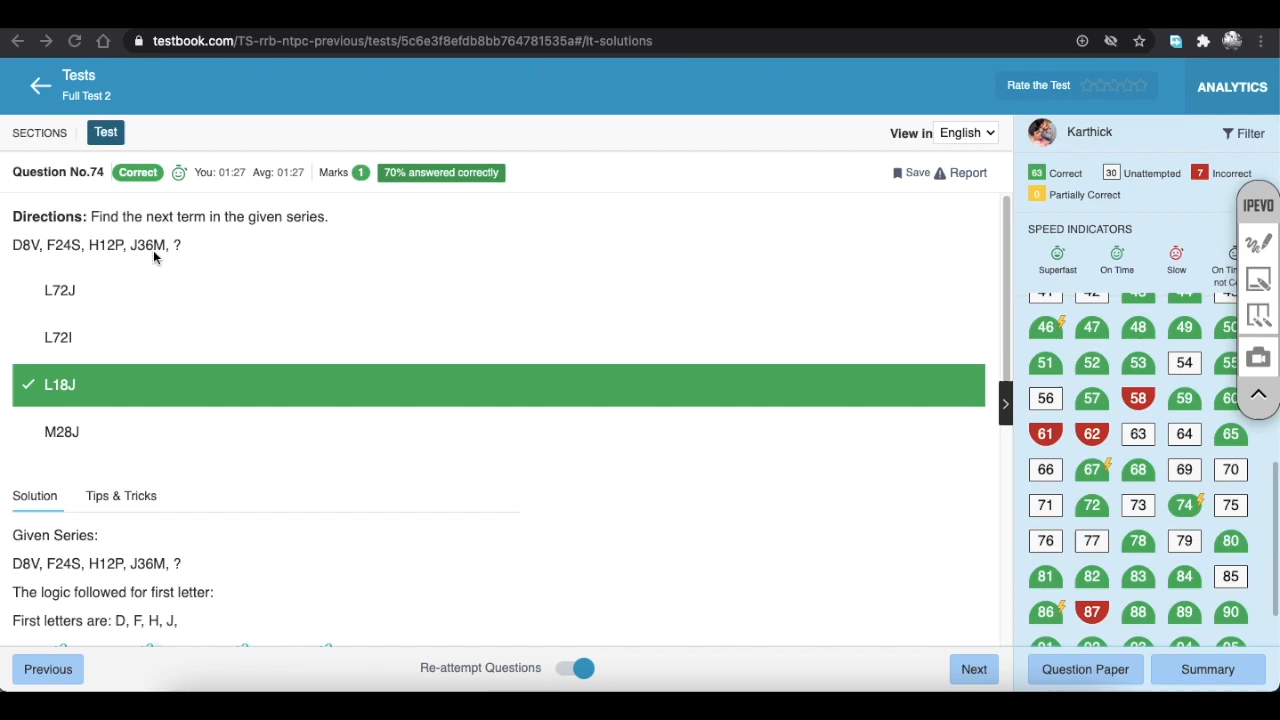 testbook.com/TS-rrb-ntpc-previous/tests/5c6e3f8efdb8bb764781535a#/lt-solutions
Tests
Full Test 2
Rate the Test
ANALYTICS
SECTIONS
Test
View in English
Karthick
Filter
Question No.74 Correct You: 01:27 Avg: 01:27 Marks 1 70% answered correctly
Save Report
63 Correct 30 Unattempted 7 Incorrect
0 Partially Correct
IPEVO
Directions: Find the next term in the given series.
D8V, F24S, H12P, J36M, ?
L72J
L72I
L18J
M28J
SPEED INDICATORS
Superfast On Time Slow
46 47 48 49 50
51 52 53 54 55
56 57 58 59 60
61 62 63 64 65
66 67 68 69 70
71 72 73 74 75
76 77 78 79 80
81 82 83 84 85
86 87 88 89 90
Solution Tips & Tricks
Given Series:
D8V, F24S, H12P, J36M, ?
The logic followed for first letter:
First letters are: D, F, H, J,
Previous
Re-attempt Questions
Next
Question Paper
Summary